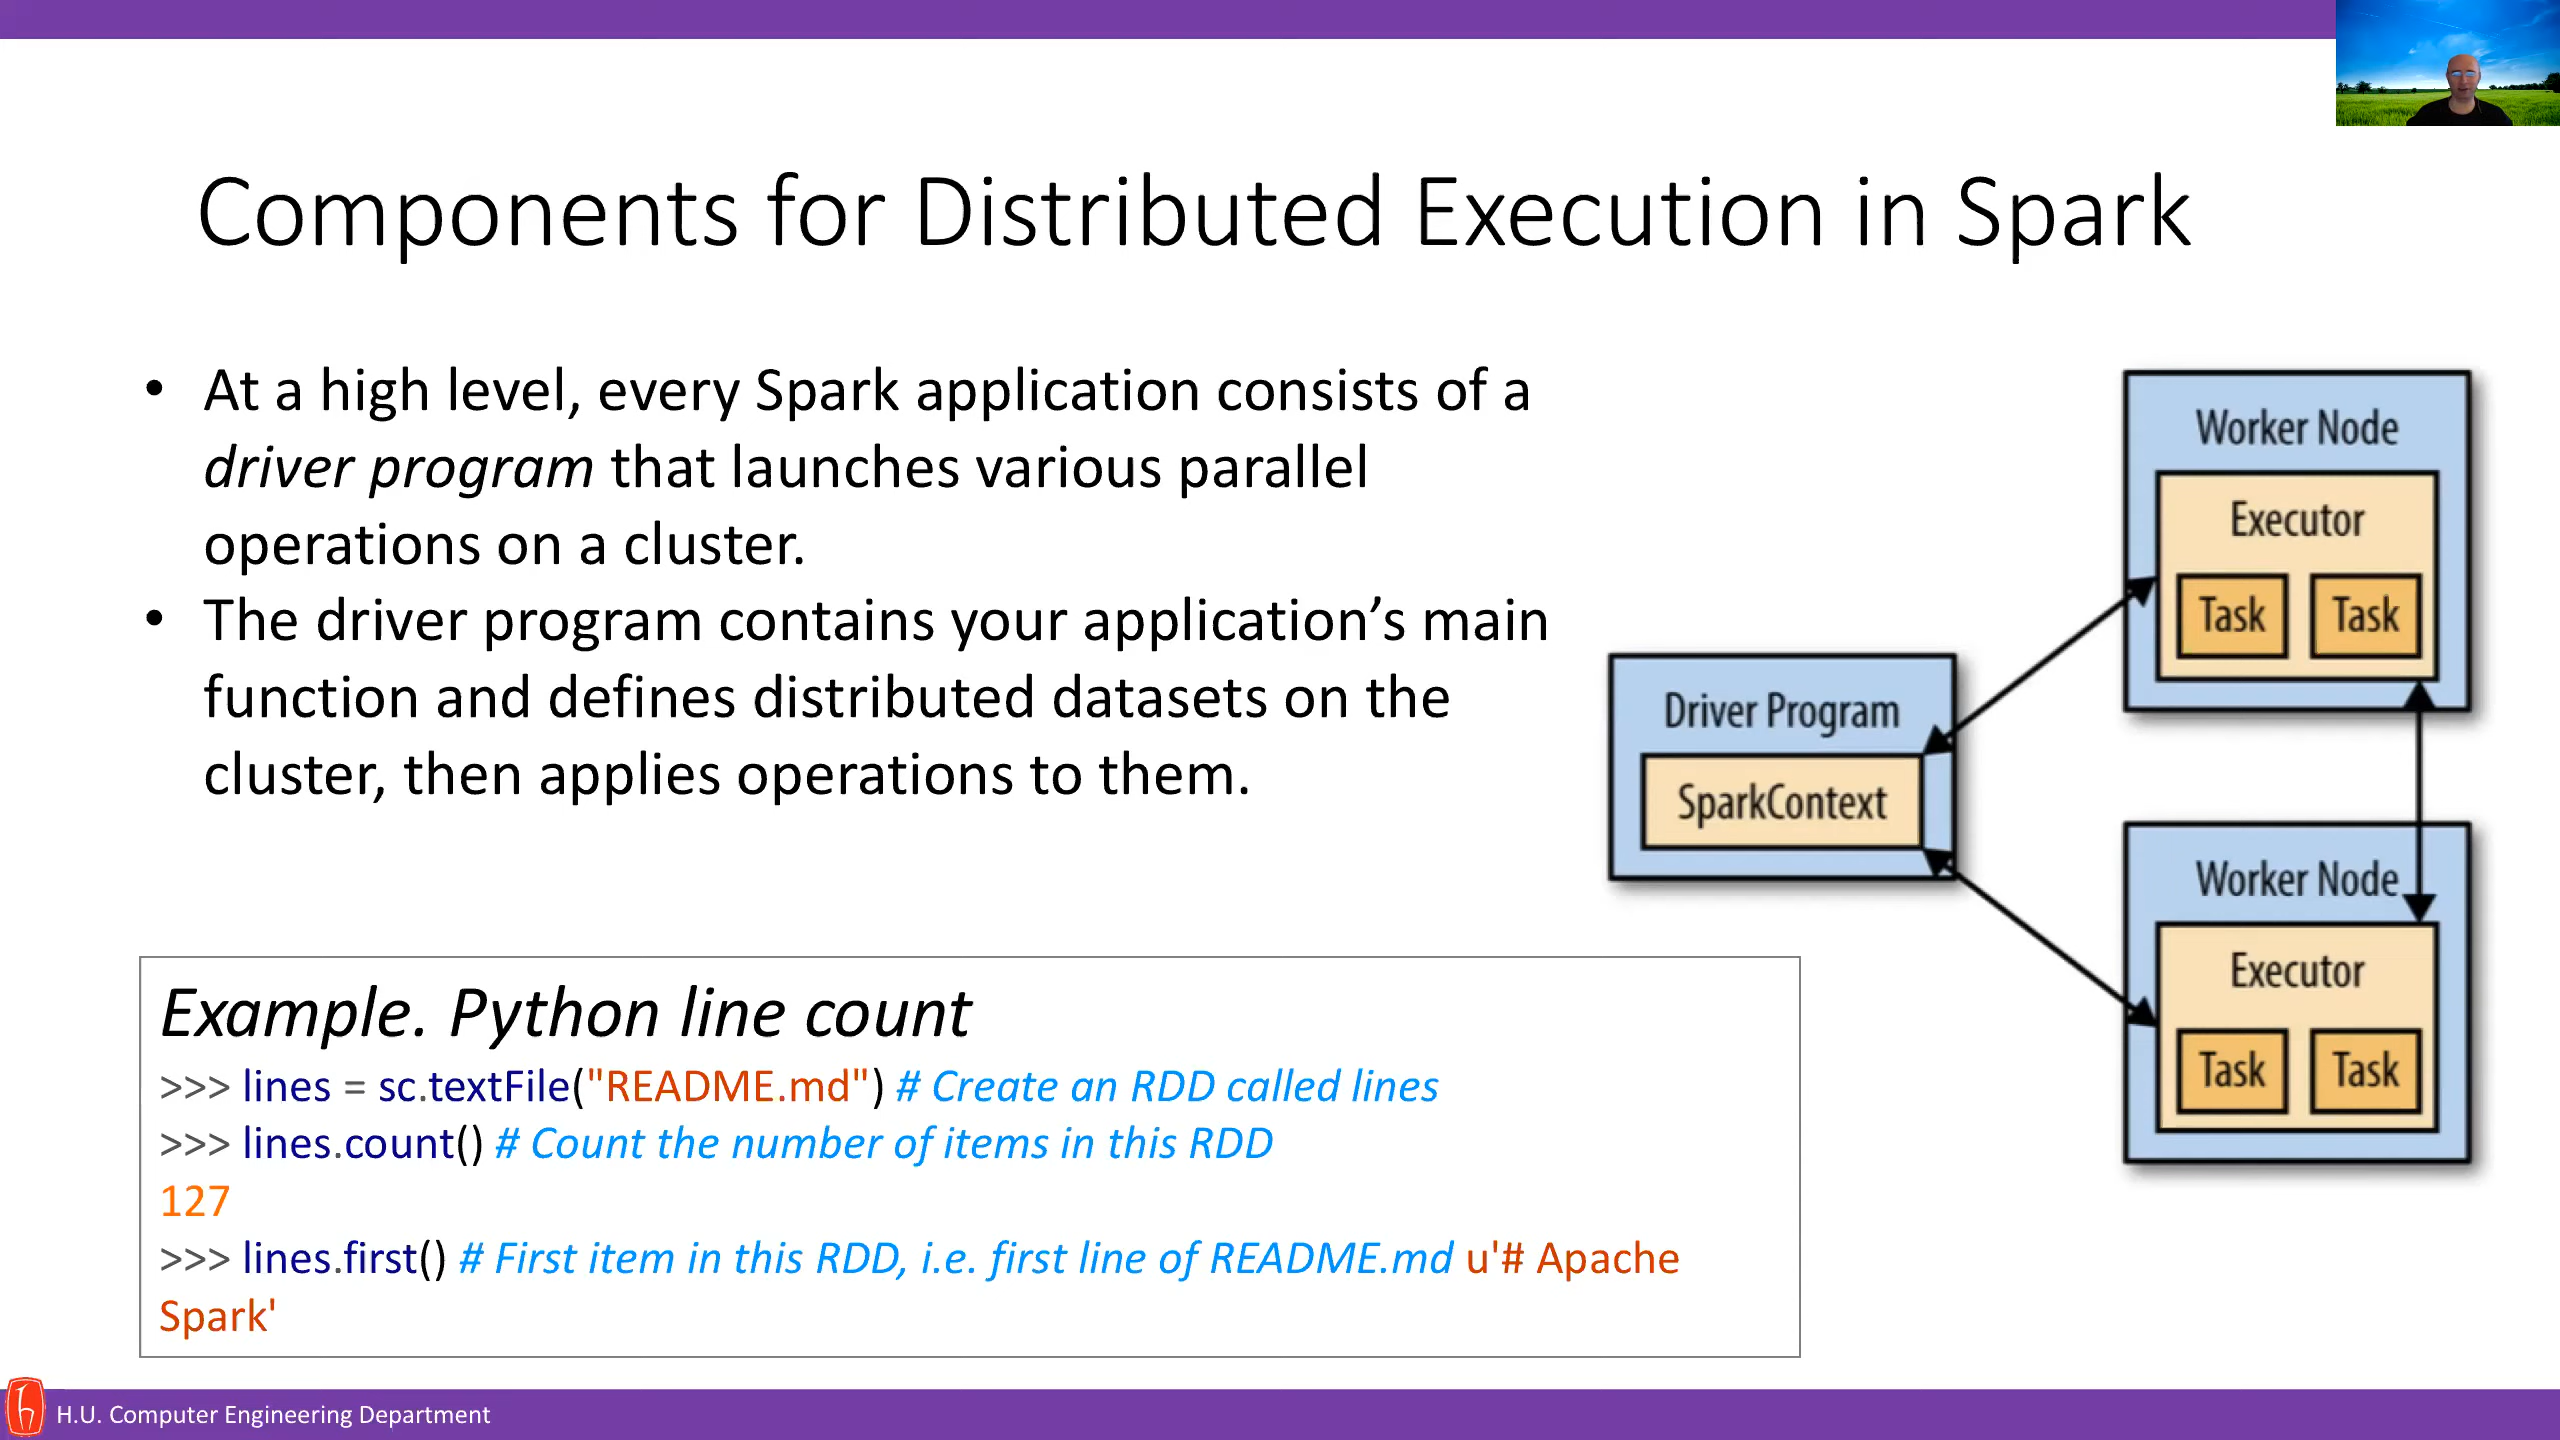 Components for Distributed Execution in Spark
• At a high level, every Spark application consists of a
driver program that launches various parallel
operations on a cluster.
• The driver program contains your application’s main
function and defines distributed datasets on the
cluster, then applies operations to them.
Driver Program
SparkContext
Worker Node
Executor
Task Task
Worker Node
Executor
Task Task
Example. Python line count
>>> lines = sc.textFile("README.md") # Create an RDD called lines
>>> lines.count() # Count the number of items in this RDD
127
>>> lines.first() # First item in this RDD, i.e. first line of README.md u'# Apache
Spark'
H.U. Computer Engineering Department